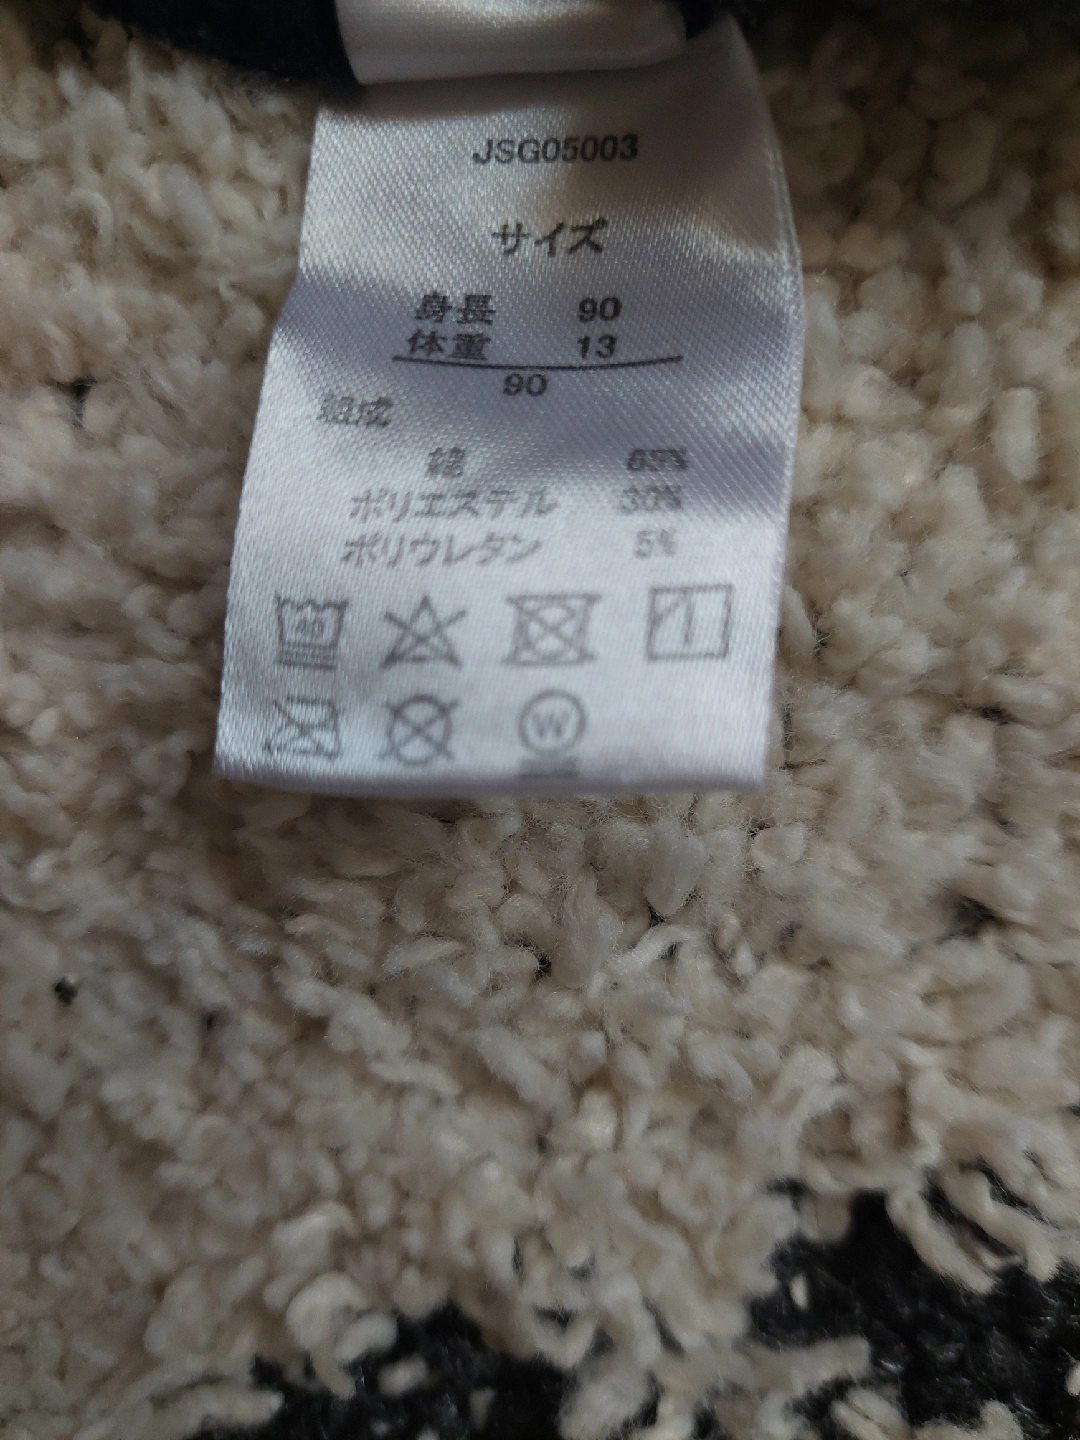 JSG05003
サイズ
身長 90
体重 13
90
組成
綿 65%
ポリエステル 30%
ポリウレタン 5%
40
W